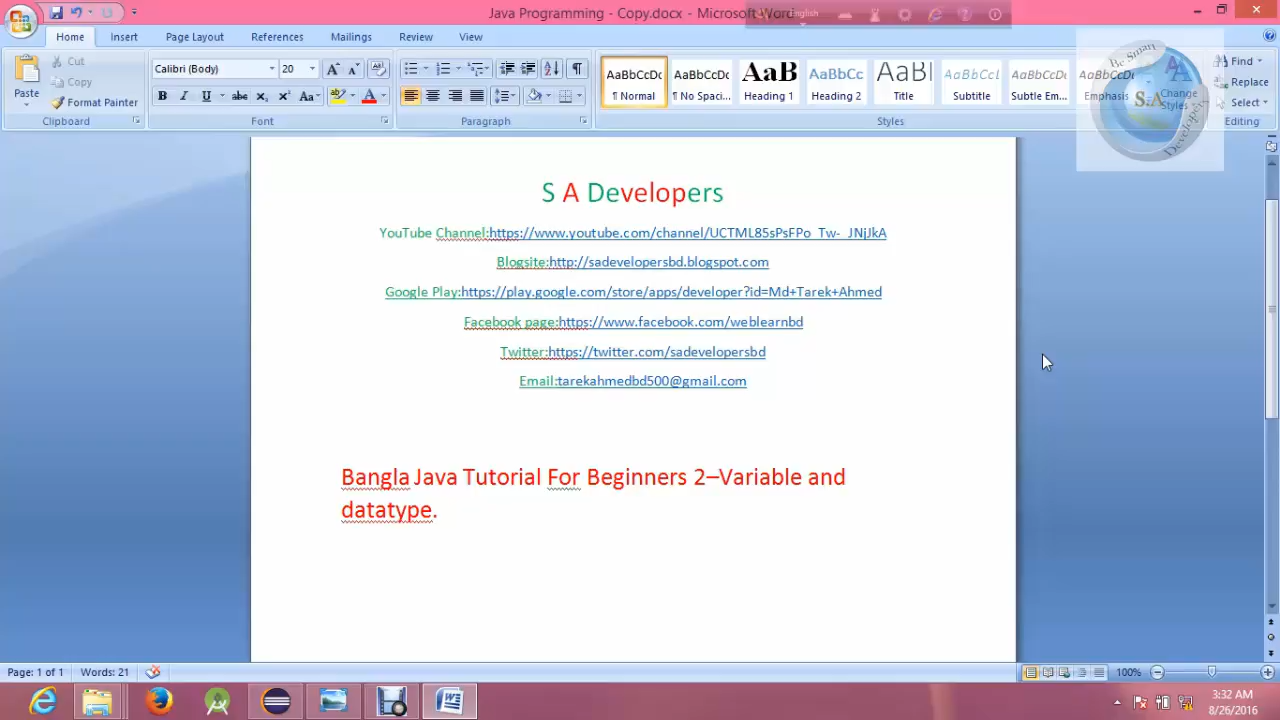 Java Programming - Copy.docx - Microsoft Word
English
Home Insert Page Layout References Mailings Review View
Paste
Cut
Copy
Format Painter
Clipboard
Calibri (Body) 20
Font
Paragraph
AaBbCcDc AaBbCcDc AaB AaBbCc AaBl AaBbCcL AaBbCcDc AaBbCcDc
¶ Normal ¶ No Spaci... Heading 1 Heading 2 Title Subtitle Subtle Em... Emphasis
Change Styles
Styles
Find
Replace
Select
Editing
Be Smart
S.A
Developers
S A Developers
YouTube Channel:https://www.youtube.com/channel/UCTML85sPsFPo_Tw-_JNjJkA
Blogsite:http://sadevelopersbd.blogspot.com
Google Play:https://play.google.com/store/apps/developer?id=Md+Tarek+Ahmed
Facebook page:https://www.facebook.com/weblearnbd
Twitter:https://twitter.com/sadevelopersbd
Email:tarekahmedbd500@gmail.com
Bangla Java Tutorial For Beginners 2–Variable and
datatype.
Page: 1 of 1 Words: 21
100%
3:32 AM
8/26/2016